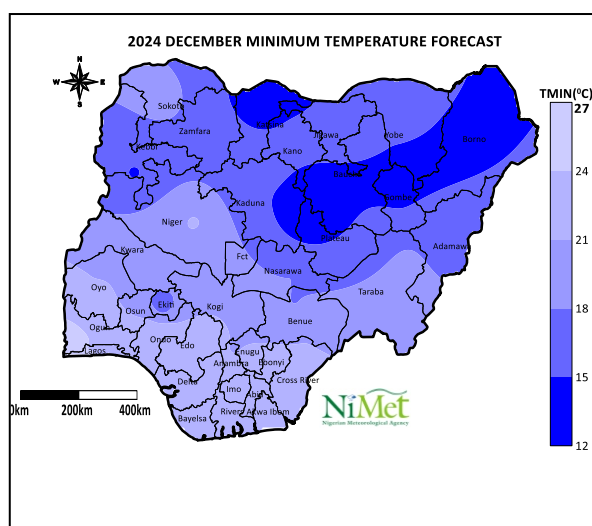 2024 DECEMBER MINIMUM TEMPERATURE FORECAST
N
W E
S
TMIN(⁰C)
27
24
21
18
15
12
Sokoto
Zamfara
Kebbi
Katsina
Kano
Jigawa
Yobe
Borno
Bauchi
Gombe
Kaduna
Niger
Plateau
Adamawa
Kwara
Fct
Nasarawa
Taraba
Oyo
Osun
Ekiti
Kogi
Benue
Ogun
Lagos
Ondo
Edo
Enugu
Anambra
Ebonyi
Cross River
Delta
Imo
Abia
Bayelsa
Rivers
Akwa Ibom
0km 200km 400km
NiMet
Nigerian Meteorological Agency